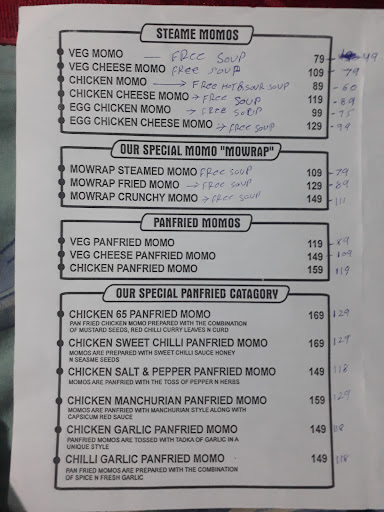 STEAME MOMOS
VEG MOMO — FREE SOUP 79 - 49
VEG CHEESE MOMO FREE SOUP 109 - 79
CHICKEN MOMO → FREE HOT&SOUR SOUP 89 - 60
CHICKEN CHEESE MOMO → FREE SOUP 119 - 89
EGG CHICKEN MOMO → FREE SOUP 99 - 75
EGG CHICKEN CHEESE MOMO → FREE SOUP 129 - 99
OUR SPECIAL MOMO "MOWRAP"
MOWRAP STEAMED MOMO FREE SOUP 109 - 79
MOWRAP FRIED MOMO → FREE SOUP 129 - 89
MOWRAP CRUNCHY MOMO → FREE SOUP 149 - 111
PANFRIED MOMOS
VEG PANFRIED MOMO 119 - 89
VEG CHEESE PANFRIED MOMO 149 - 109
CHICKEN PANFRIED MOMO 159 119
OUR SPECIAL PANFRIED CATAGORY
CHICKEN 65 PANFRIED MOMO 169 129
PAN FRIED CHICKEN MOMO PREPARED WITH THE COMBINATION
OF MUSTARD SEEDS, RED CHILLI CURRY LEAVES N CURD
CHICKEN SWEET CHILLI PANFRIED MOMO 169 129
MOMOS ARE PREPARED WITH SWEET CHILLI SAUCE HONEY
N SEASME SEEDS
CHICKEN SALT & PEPPER PANFRIED MOMO 149 118
MOMOS ARE PANFRIED WITH THE TOSS OF PEPPER N HERBS
CHICKEN MANCHURIAN PANFRIED MOMO 159 129
MOMOS ARE PANFRIED WITH MANCHURIAN STYLE ALONG WITH
CAPSICUM RED SAUCE
CHICKEN GARLIC PANFRIED MOMO 149 118
PANFRIED MOMOS ARE TOSSED WITH TADKA OF GARLIC IN A
UNIQUE STYLE
CHILLI GARLIC PANFRIED MOMO 149 118
PAN FRIED MOMOS ARE PREPARED WITH THE COMBINATION
OF SPICE N FRESH GARLIC